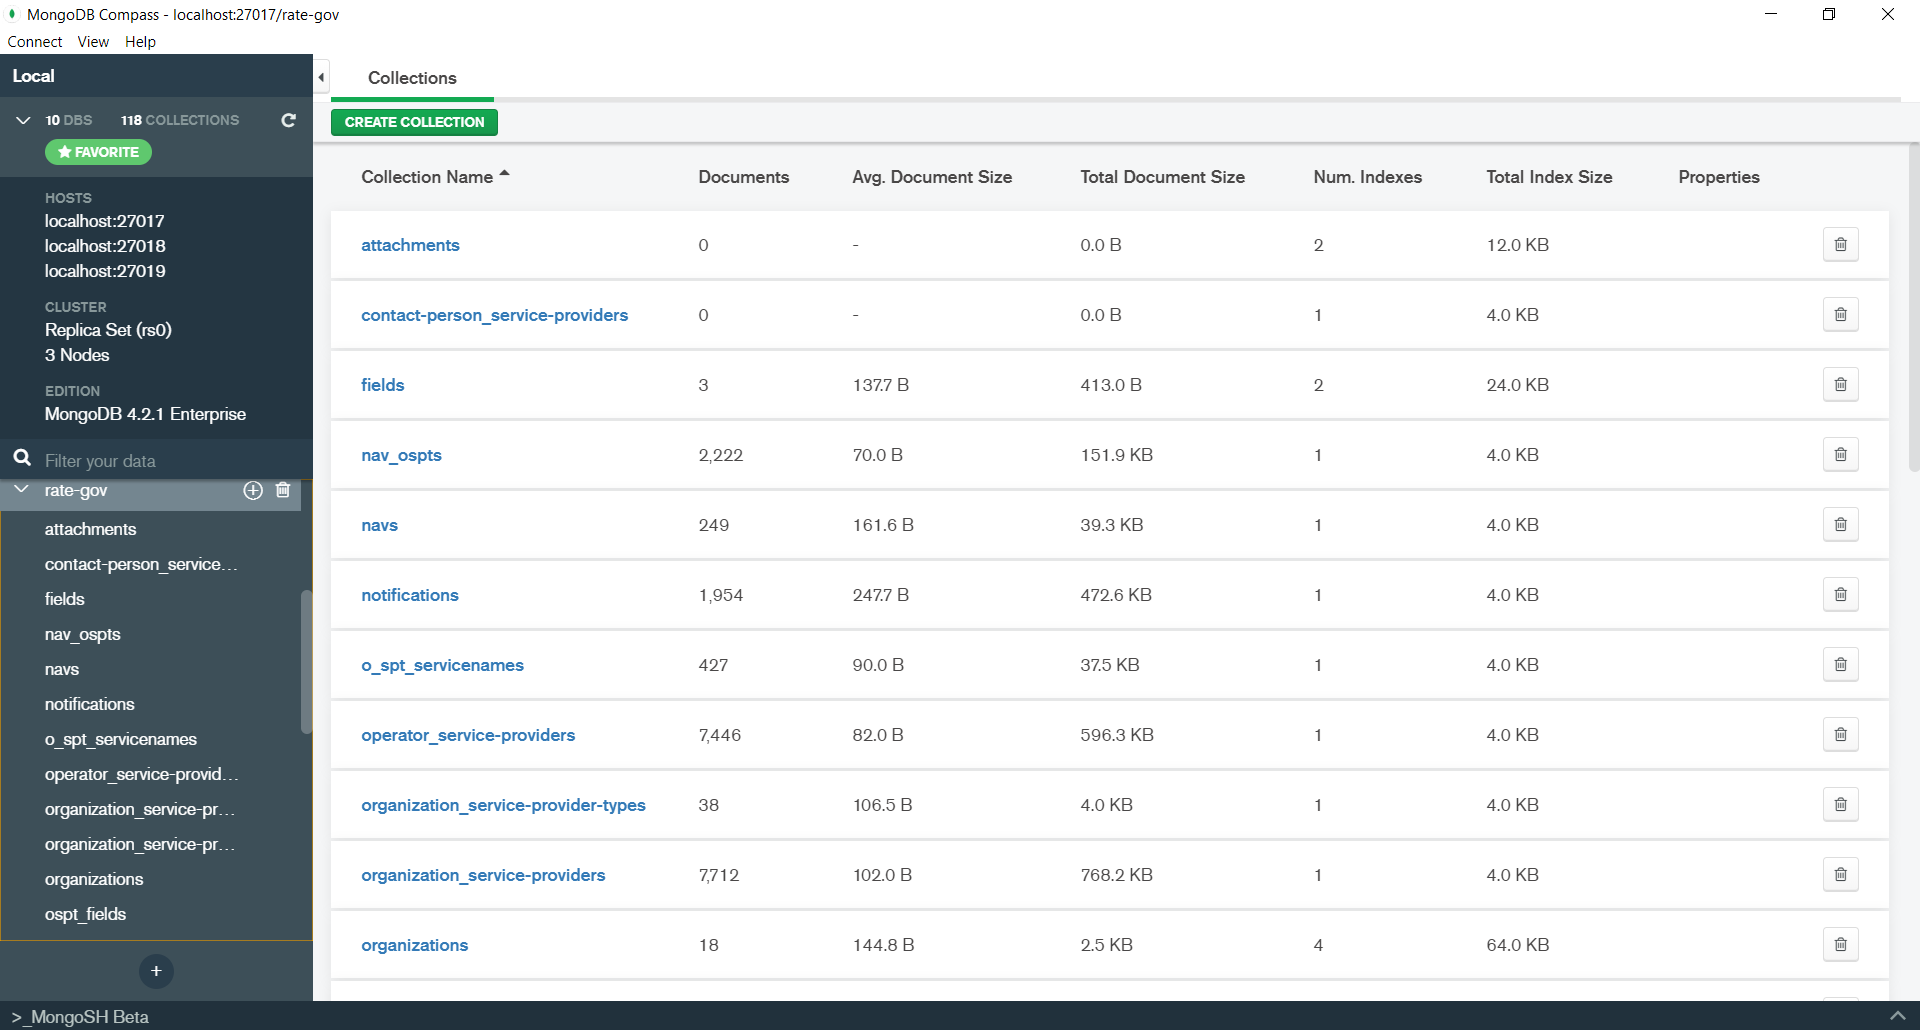 MongoDB Compass - localhost:27017/rate-gov
Connect View Help
Local
10 DBS 118 COLLECTIONS
FAVORITE
HOSTS
localhost:27017
localhost:27018
localhost:27019
CLUSTER
Replica Set (rs0)
3 Nodes
EDITION
MongoDB 4.2.1 Enterprise
Filter your data
rate-gov
attachments
contact-person_service...
fields
nav_ospts
navs
notifications
o_spt_servicenames
operator_service-provid...
organization_service-pr...
organization_service-pr...
organizations
ospt_fields
+
>_MongoSH Beta
Collections
CREATE COLLECTION
Collection Name Documents Avg. Document Size Total Document Size Num. Indexes Total Index Size Properties
attachments 0 - 0.0 B 2 12.0 KB
contact-person_service-providers 0 - 0.0 B 1 4.0 KB
fields 3 137.7 B 413.0 B 2 24.0 KB
nav_ospts 2,222 70.0 B 151.9 KB 1 4.0 KB
navs 249 161.6 B 39.3 KB 1 4.0 KB
notifications 1,954 247.7 B 472.6 KB 1 4.0 KB
o_spt_servicenames 427 90.0 B 37.5 KB 1 4.0 KB
operator_service-providers 7,446 82.0 B 596.3 KB 1 4.0 KB
organization_service-provider-types 38 106.5 B 4.0 KB 1 4.0 KB
organization_service-providers 7,712 102.0 B 768.2 KB 1 4.0 KB
organizations 18 144.8 B 2.5 KB 4 64.0 KB